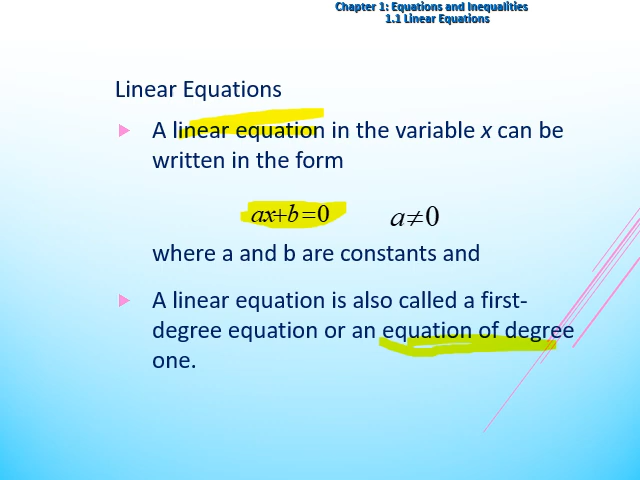 Chapter 1: Equations and Inequalities
1.1 Linear Equations
Linear Equations
A linear equation in the variable x can be
written in the form
ax+b=0 a≠0
where a and b are constants and
A linear equation is also called a first-
degree equation or an equation of degree
one.